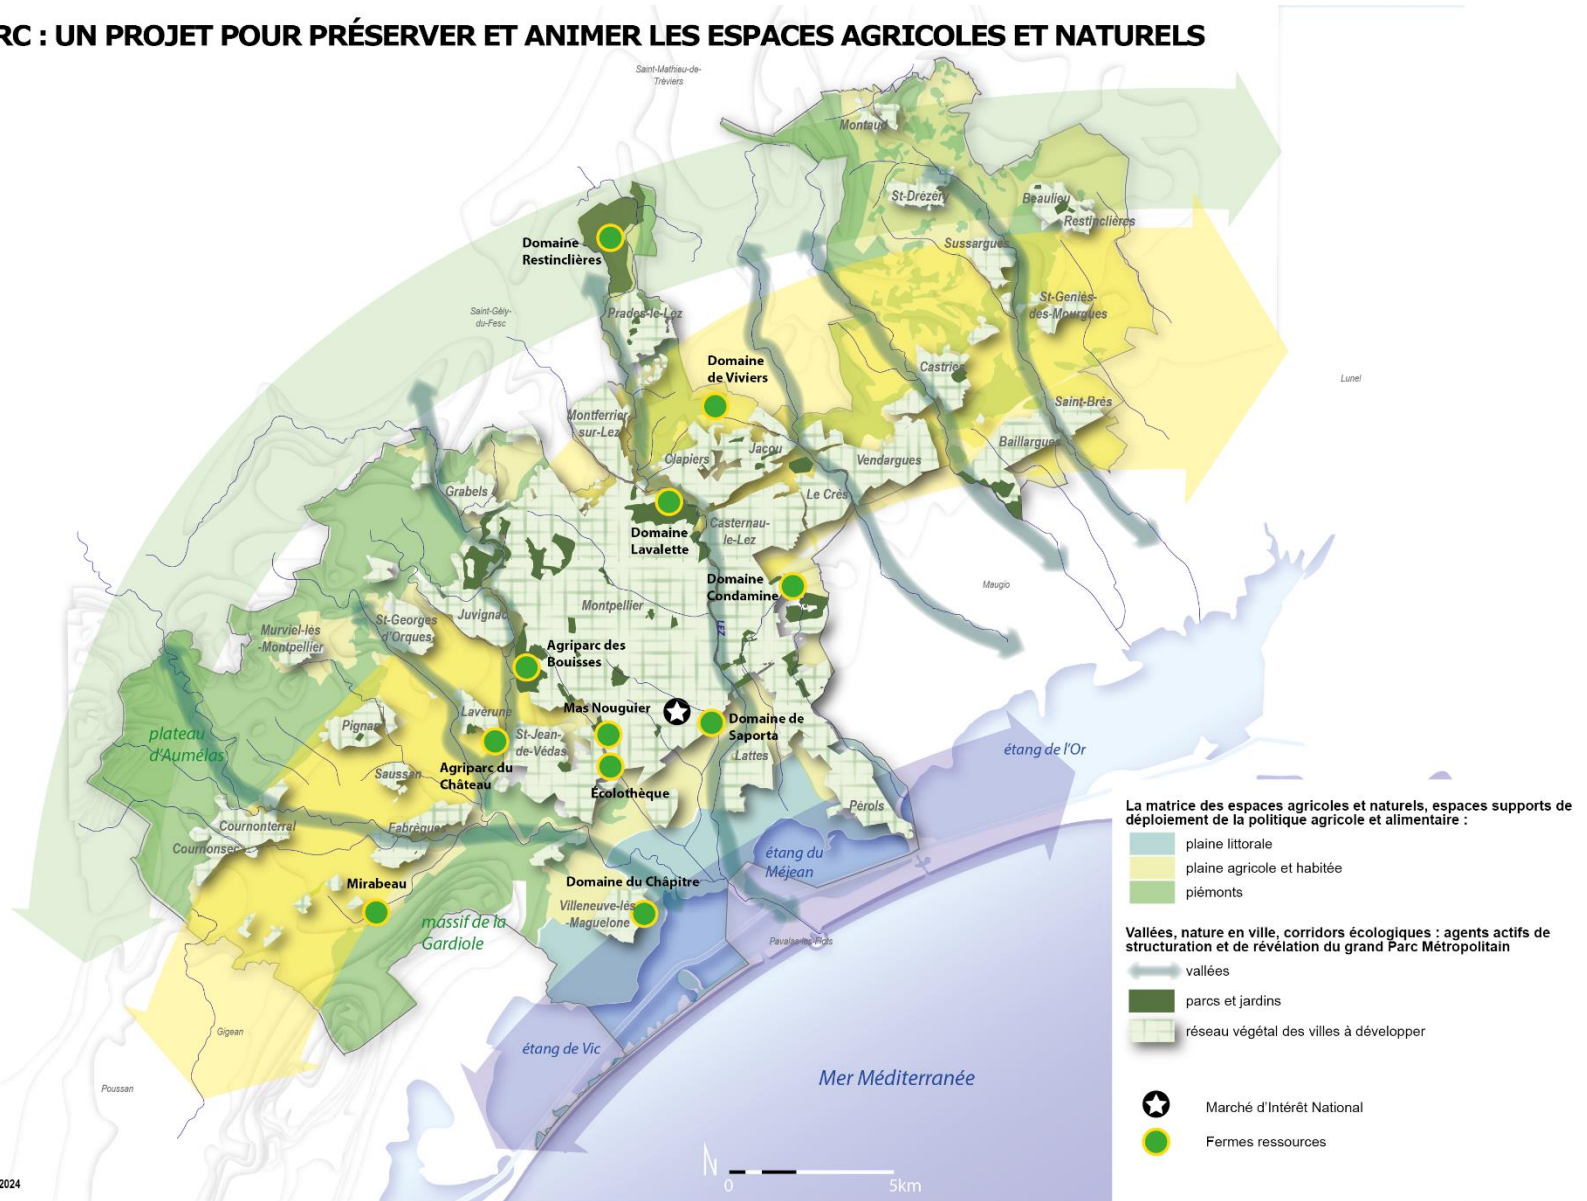 RC : UN PROJET POUR PRÉSERVER ET ANIMER LES ESPACES AGRICOLES ET NATURELS
Saint-Mathieu-de-
Tréviers
Montaud
St-Drézéry
Beaulieu
Restinclières
Domaine
Restinclières
Sussargues
Saint-Gély-
du-Fesc
Prades-le-Lez
St-Geniès-
des-Mourgues
Domaine
de Viviers
Castries
Lunel
Saint-Brès
Montferrier-
sur-Lez
Baillargues
Clapiers
Jacou
Vendargues
Grabels
Le Crès
Domaine
Lavalette
Casternau-
le-Lez
Domaine
Condamine
Maugio
Montpellier
Juvignac
St-Georges
d'Orques
LEZ
Murviel-lès
-Montpellier
Agriparc des
Bouisses
Mas Nouguier
Lavérune
Pignan
St-Jean-
de-Védas
Domaine de
Saporta
plateau
d'Aumélas
Lattes
étang de l'Or
Saussan
Agriparc du
Château
Écolothèque
Pérols
Cournonterral
Fabrègues
Cournonsec
étang du
Méjean
Mirabeau
Domaine du Châpitre
Villeneuve-lès
-Maguelone
massif de la
Gardiole
Pavalas-les-Flots
Gigean
étang de Vic
Poussan
Mer Méditerranée
La matrice des espaces agricoles et naturels, espaces supports de
déploiement de la politique agricole et alimentaire :
plaine littorale
plaine agricole et habitée
piémonts
Vallées, nature en ville, corridors écologiques : agents actifs de
structuration et de révélation du grand Parc Métropolitain
vallées
parcs et jardins
réseau végétal des villes à développer
Marché d'Intérêt National
Fermes ressources
N
0 5km
2024